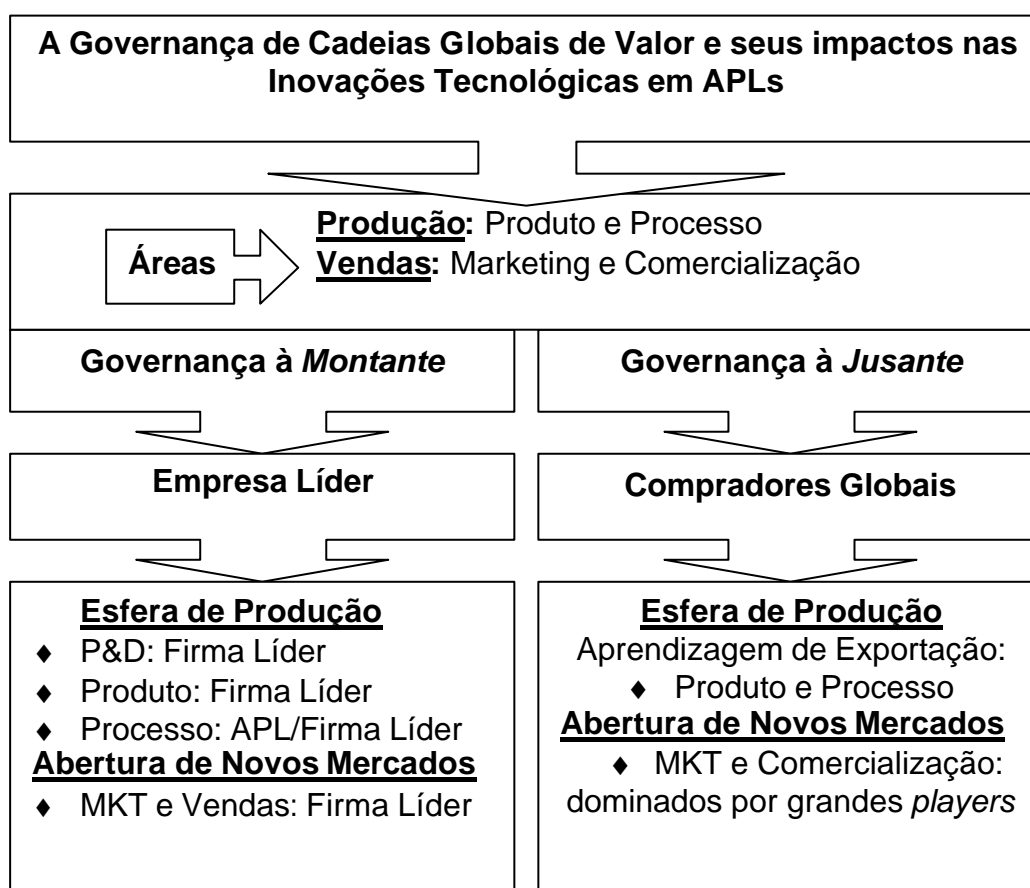 A Governança de Cadeias Globais de Valor e seus impactos nas
Inovações Tecnológicas em APLs
Áreas
Produção: Produto e Processo
Vendas: Marketing e Comercialização
Governança à Montante
Empresa Líder
Esfera de Produção
♦ P&D: Firma Líder
♦ Produto: Firma Líder
♦ Processo: APL/Firma Líder
Abertura de Novos Mercados
♦ MKT e Vendas: Firma Líder
Governança à Jusante
Compradores Globais
Esfera de Produção
Aprendizagem de Exportação:
♦ Produto e Processo
Abertura de Novos Mercados
♦ MKT e Comercialização:
dominados por grandes players